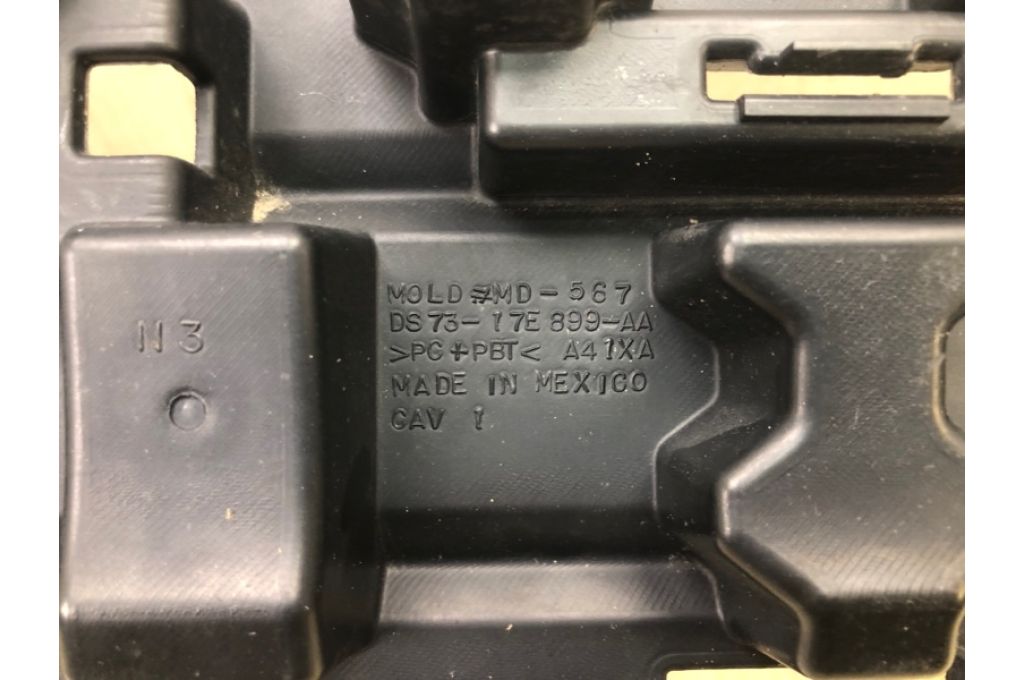 MOLD #MD-567
DS73-17E899-AA
>PC+PBT< A41XA
MADE IN MEXICO
CAV 1
N3